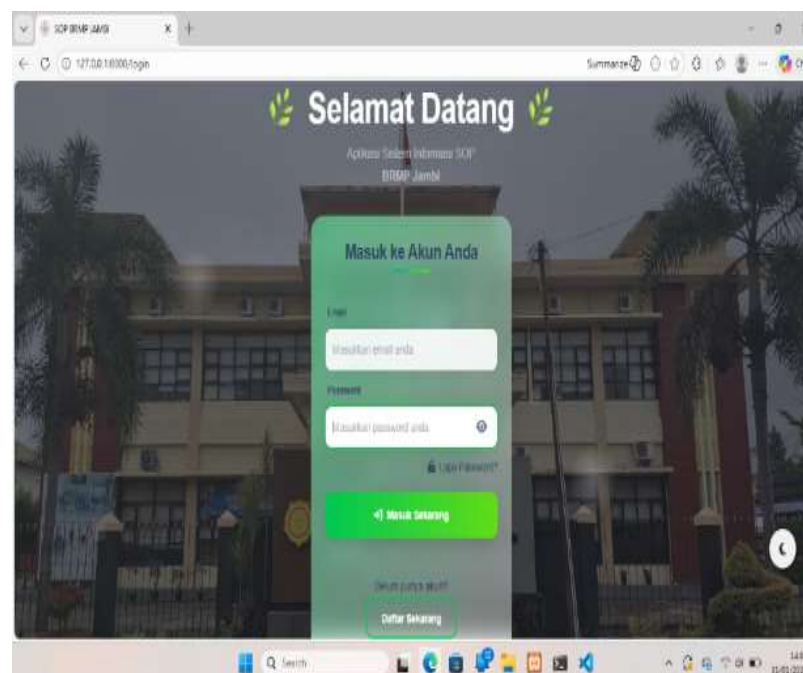 SOP BRMP JAMBI
127.0.0.1:8000/login
Summarize
Selamat Datang
Aplikasi Sistem Informasi SOP
BRMP Jambi
Masuk ke Akun Anda
Email
Masukkan email anda
Password
Masukkan password anda
Lupa Password?
Masuk Sekarang
Belum punya akun?
Daftar Sekarang
Search